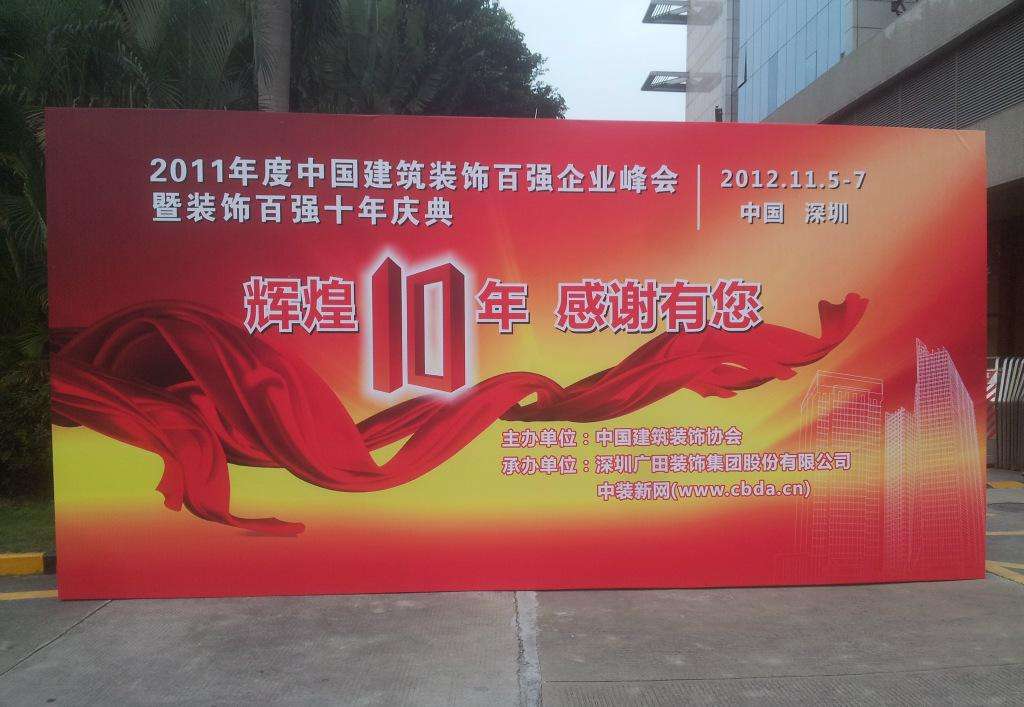 2011年度中国建筑装饰百强企业峰会
暨装饰百强十年庆典
2012.11.5-7
中国 深圳
辉煌10年 感谢有您
主办单位：中国建筑装饰协会
承办单位：深圳广田装饰集团股份有限公司
中装新网(www.cbda.cn)